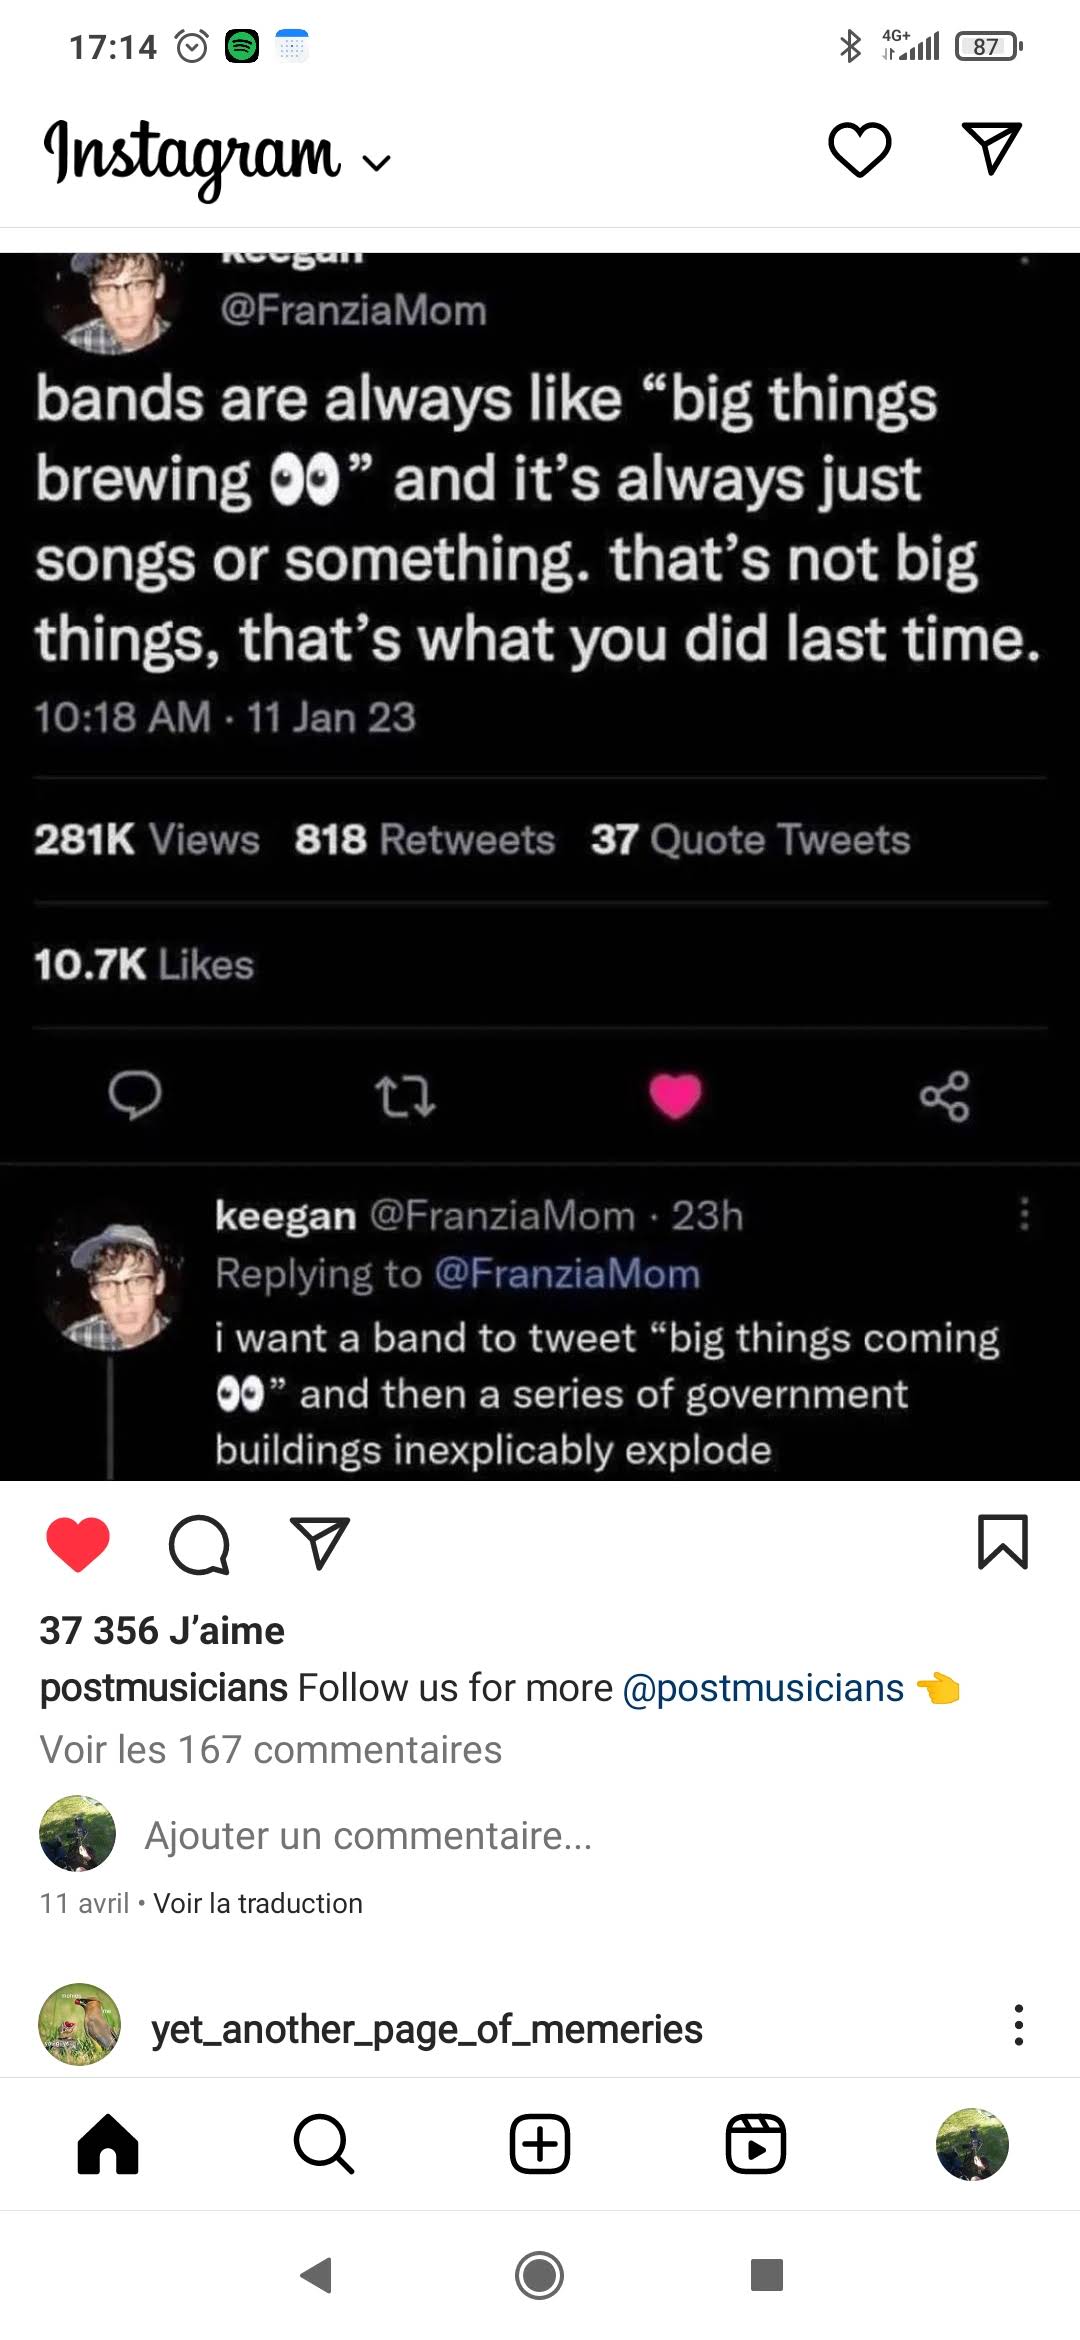 17:14
4G+
87
Instagram
keegan
@FranziaMom
bands are always like “big things
brewing 👀” and it’s always just
songs or something. that’s not big
things, that’s what you did last time.
10:18 AM · 11 Jan 23
281K Views 818 Retweets 37 Quote Tweets
10.7K Likes
keegan @FranziaMom · 23h
Replying to @FranziaMom
i want a band to tweet “big things coming
👀” and then a series of government
buildings inexplicably explode
37 356 J’aime
postmusicians Follow us for more @postmusicians 👈
Voir les 167 commentaires
Ajouter un commentaire...
11 avril • Voir la traduction
yet_another_page_of_memeries